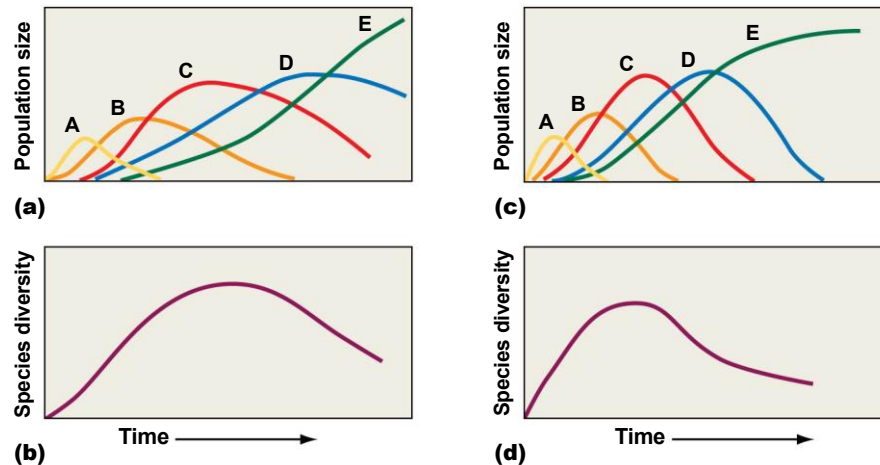 Population size
A
B
C
D
E
(a)
Population size
A
B
C
D
E
(c)
Species diversity
Time
(b)
Species diversity
Time
(d)